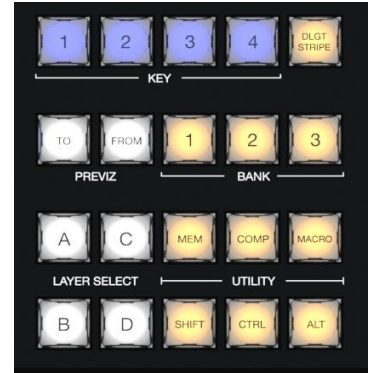 1 2 3 4 DLGT STRIPE
KEY
TO FROM 1 2 3
PREVIZ BANK
A C MEM COMP MACRO
LAYER SELECT UTILITY
B D SHIFT CTRL ALT